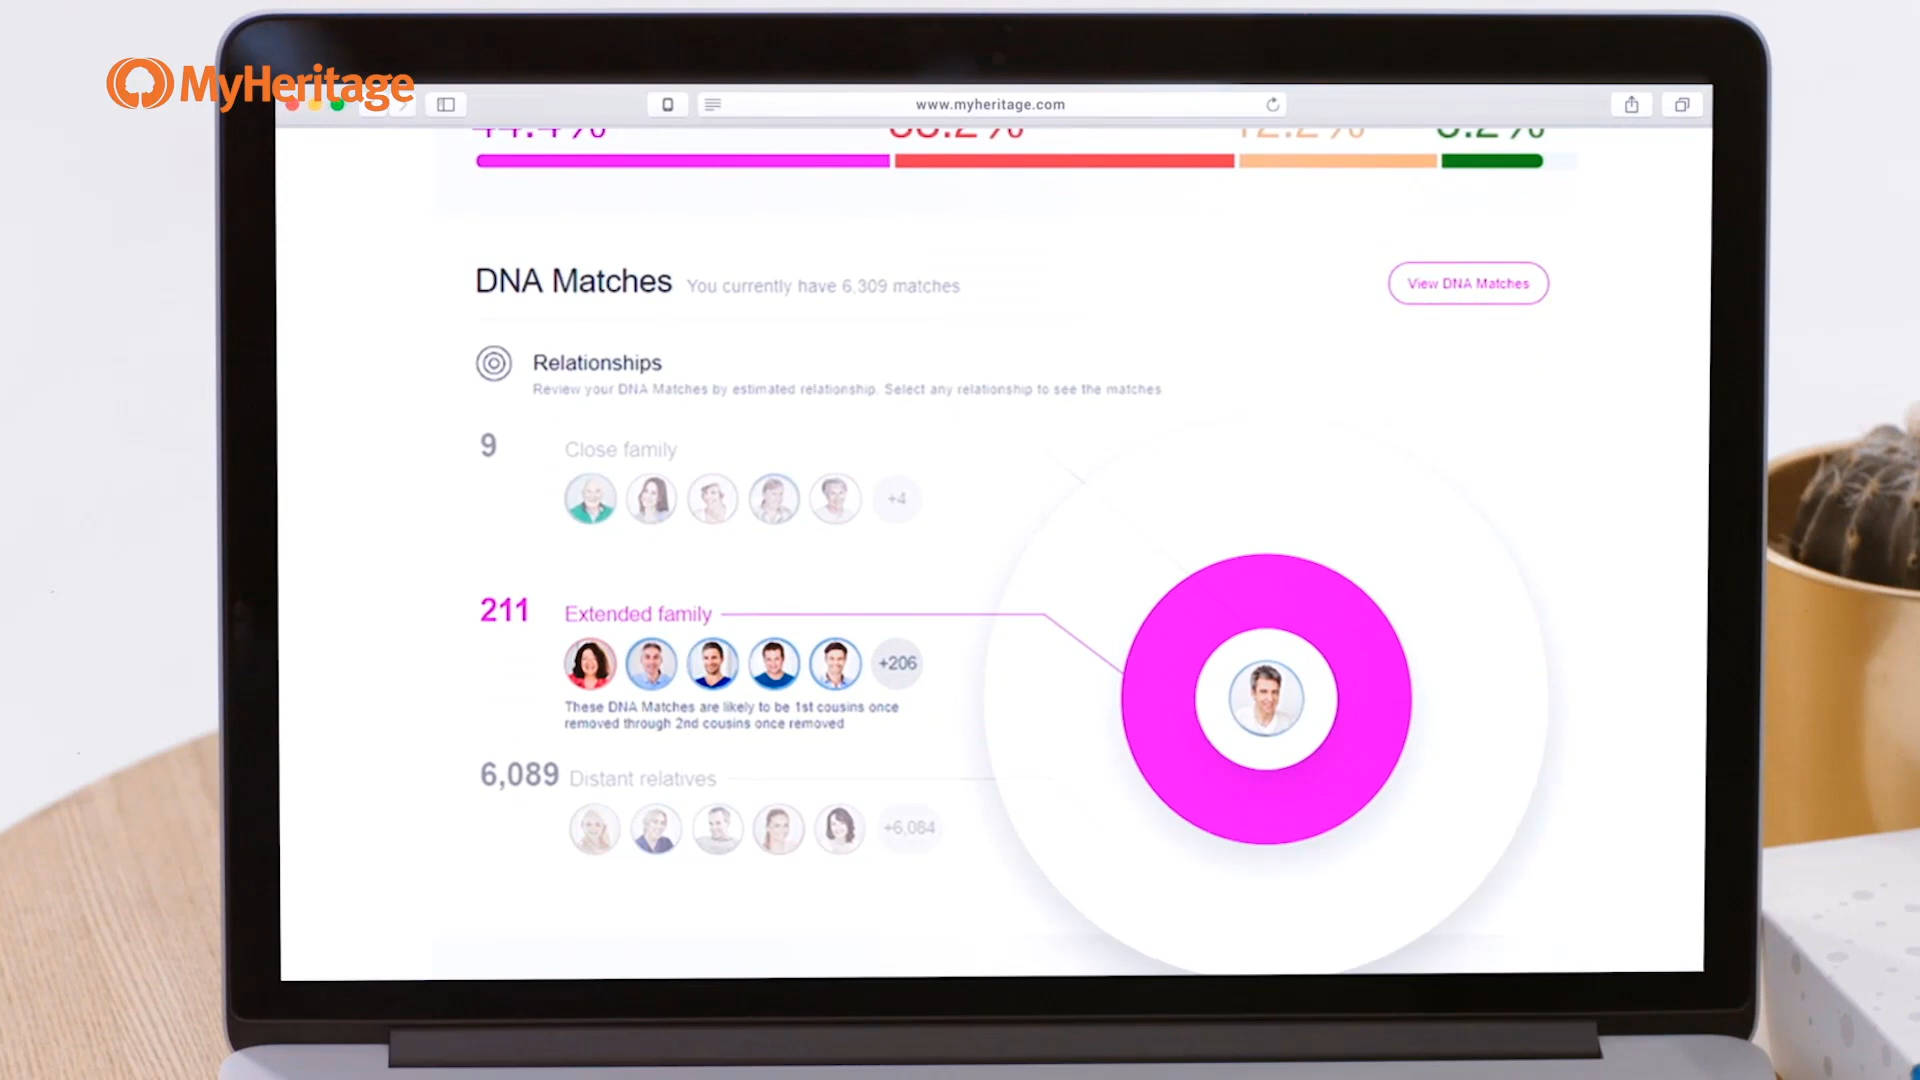 MyHeritage
www.myheritage.com
DNA Matches You currently have 6,309 matches
View DNA Matches
Relationships
Review your DNA Matches by estimated relationship. Select any relationship to see the matches
9 Close family
+4
211 Extended family
+206
These DNA Matches are likely to be 1st cousins once
removed through 2nd cousins once removed
6,089 Distant relatives
+6,084